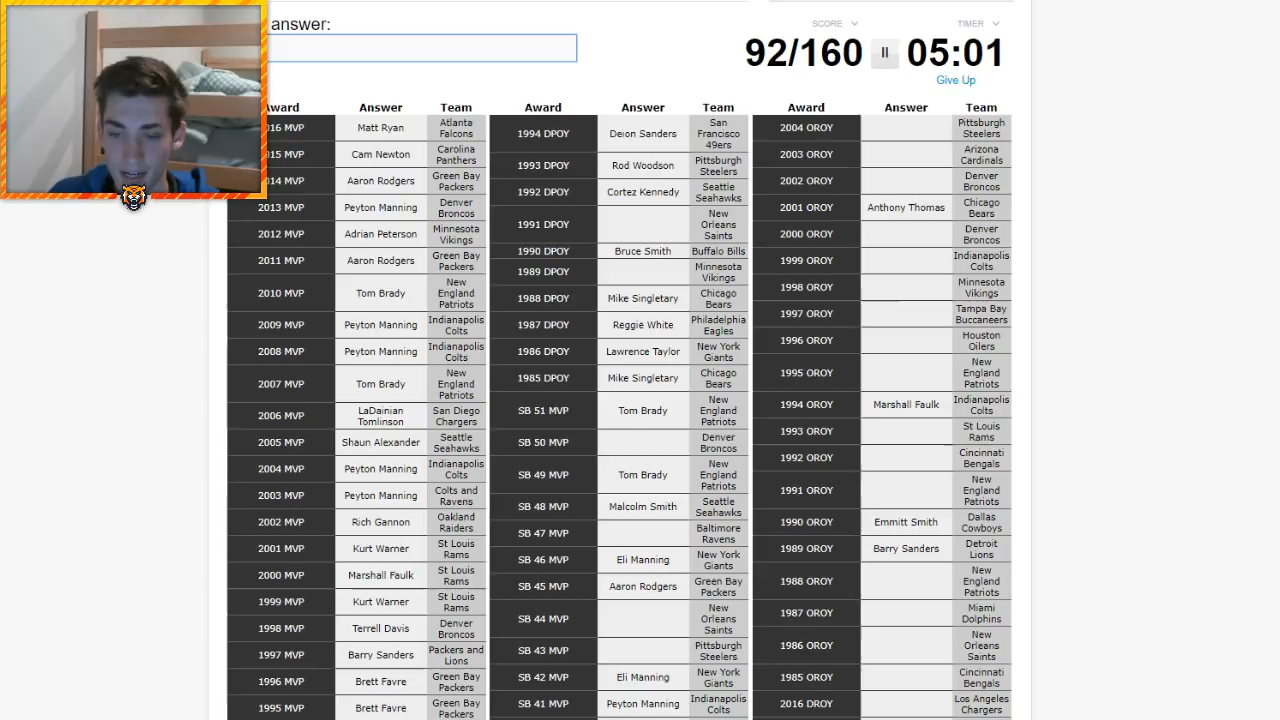 answer:
SCORE
TIMER
92/160
05:01
Give Up
ward Answer Team Award Answer Team Award Answer Team
016 MVP Matt Ryan Atlanta Falcons
015 MVP Cam Newton Carolina Panthers
014 MVP Aaron Rodgers Green Bay Packers
2013 MVP Peyton Manning Denver Broncos
2012 MVP Adrian Peterson Minnesota Vikings
2011 MVP Aaron Rodgers Green Bay Packers
2010 MVP Tom Brady New England Patriots
2009 MVP Peyton Manning Indianapolis Colts
2008 MVP Peyton Manning Indianapolis Colts
2007 MVP Tom Brady New England Patriots
2006 MVP LaDainian Tomlinson San Diego Chargers
2005 MVP Shaun Alexander Seattle Seahawks
2004 MVP Peyton Manning Indianapolis Colts
2003 MVP Peyton Manning Colts and Ravens
2002 MVP Rich Gannon Oakland Raiders
2001 MVP Kurt Warner St Louis Rams
2000 MVP Marshall Faulk St Louis Rams
1999 MVP Kurt Warner St Louis Rams
1998 MVP Terrell Davis Denver Broncos
1997 MVP Barry Sanders Packers and Lions
1996 MVP Brett Favre Green Bay Packers
1995 MVP Brett Favre Green Bay Packers
1994 DPOY Deion Sanders San Francisco 49ers
1993 DPOY Rod Woodson Pittsburgh Steelers
1992 DPOY Cortez Kennedy Seattle Seahawks
1991 DPOY New Orleans Saints
1990 DPOY Bruce Smith Buffalo Bills
1989 DPOY Minnesota Vikings
1988 DPOY Mike Singletary Chicago Bears
1987 DPOY Reggie White Philadelphia Eagles
1986 DPOY Lawrence Taylor New York Giants
1985 DPOY Mike Singletary Chicago Bears
SB 51 MVP Tom Brady New England Patriots
SB 50 MVP Denver Broncos
SB 49 MVP Tom Brady New England Patriots
SB 48 MVP Malcolm Smith Seattle Seahawks
SB 47 MVP Baltimore Ravens
SB 46 MVP Eli Manning New York Giants
SB 45 MVP Aaron Rodgers Green Bay Packers
SB 44 MVP New Orleans Saints
SB 43 MVP Pittsburgh Steelers
SB 42 MVP Eli Manning New York Giants
SB 41 MVP Peyton Manning Indianapolis Colts
2004 OROY Pittsburgh Steelers
2003 OROY Arizona Cardinals
2002 OROY Denver Broncos
2001 OROY Anthony Thomas Chicago Bears
2000 OROY Denver Broncos
1999 OROY Indianapolis Colts
1998 OROY Minnesota Vikings
1997 OROY Tampa Bay Buccaneers
1996 OROY Houston Oilers
1995 OROY New England Patriots
1994 OROY Marshall Faulk Indianapolis Colts
1993 OROY St Louis Rams
1992 OROY Cincinnati Bengals
1991 OROY New England Patriots
1990 OROY Emmitt Smith Dallas Cowboys
1989 OROY Barry Sanders Detroit Lions
1988 OROY New England Patriots
1987 OROY Miami Dolphins
1986 OROY New Orleans Saints
1985 OROY Cincinnati Bengals
2016 DROY Los Angeles Chargers